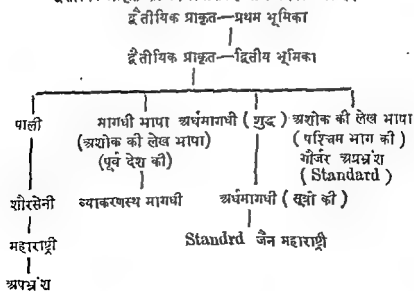 द्वैतीयिक प्राकृत—प्रथम भूमिका
द्वैतीयिक प्राकृत—द्वितीय भूमिका
पाली मागधी भाषा अर्धमागधी ( शुद्ध ) अशोक की लेख भाषा
(अशोक की लेख भाषा) (पश्चिम भाग की)
(पूर्व देश की) गौर्जर अपभ्रंश
( Standard )
शौरसेनी व्याकरणस्थ मागधी अर्धमागधी ( सूत्रों की )
महाराष्ट्री Standrd जैन महाराष्ट्री
अपभ्रंश